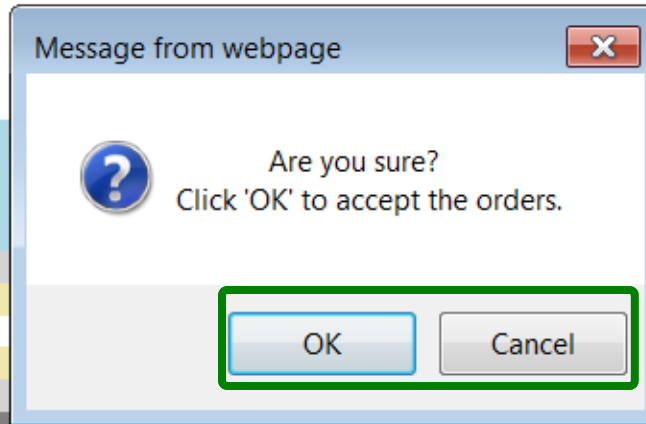 Message from webpage
Are you sure?
Click 'OK' to accept the orders.
OK
Cancel